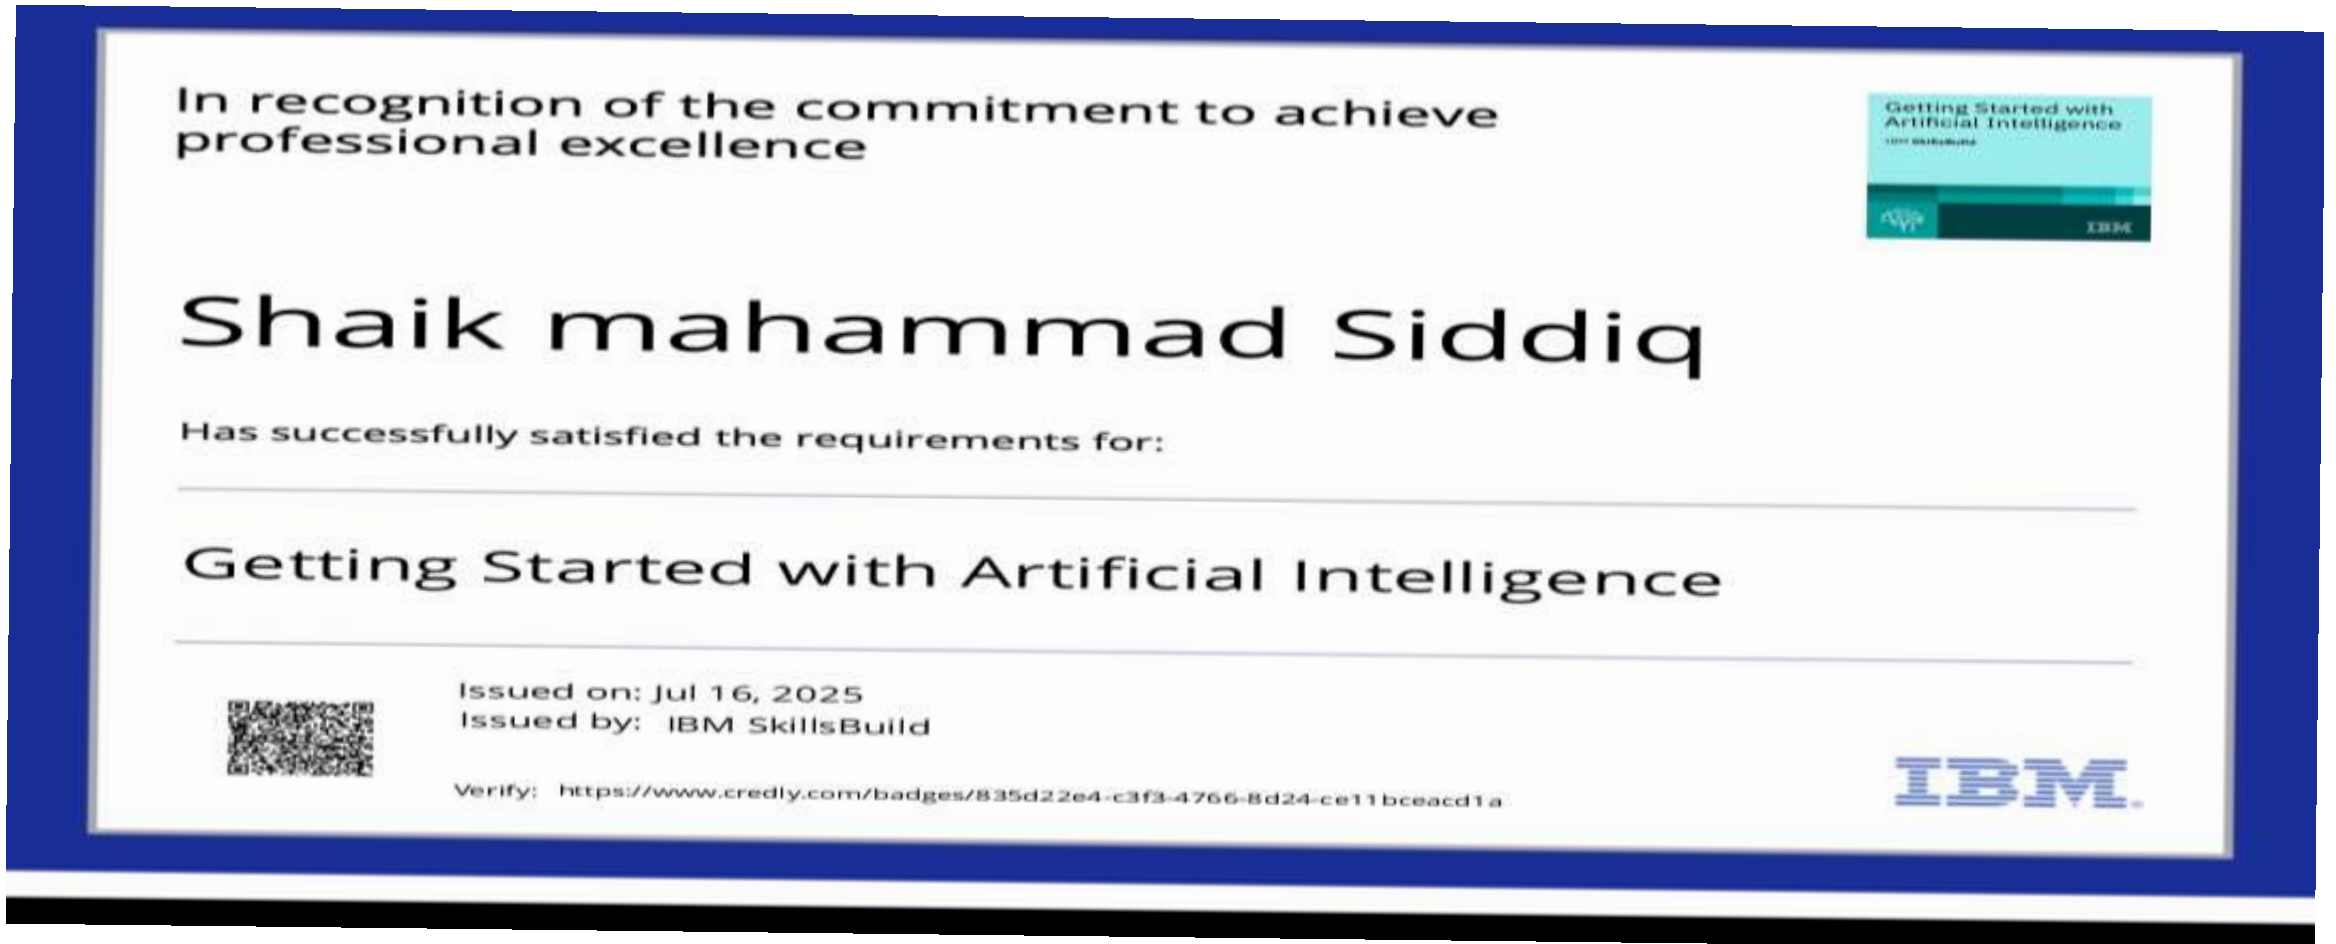 In recognition of the commitment to achieve
professional excellence
Getting Started with
Artificial Intelligence
IBM SkillsBuild
IBM
Shaik mahammad Siddiq
Has successfully satisfied the requirements for:
Getting Started with Artificial Intelligence
Issued on: Jul 16, 2025
Issued by: IBM SkillsBuild
Verify: https://www.credly.com/badges/835d22e4-c3f3-4766-8d24-ce11bceacd1a
IBM